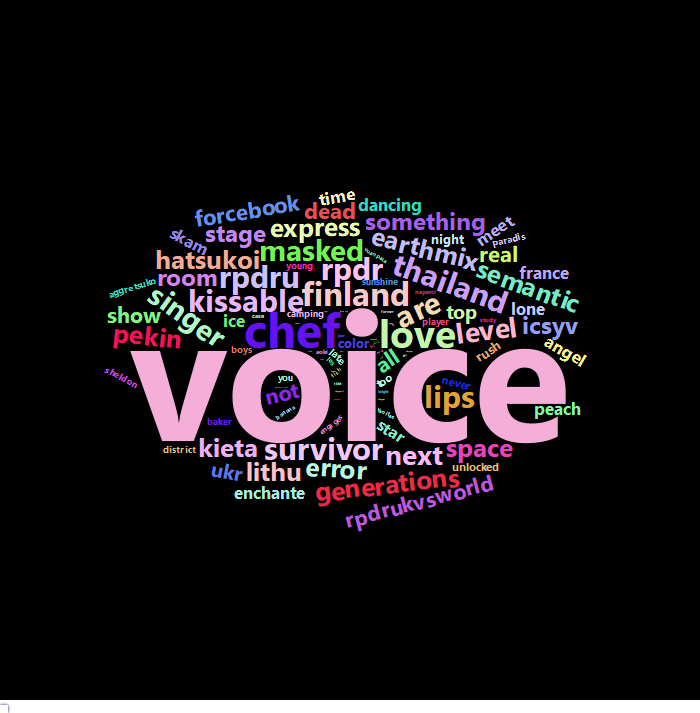 time
forcebook
dead
dancing
stage
express
something
skam
earthmix
night
meet
paradis
masked
real
hatsukoi
young
rpdr
thailand
semantic
france
aggretsuko
room
rpdru
sunshine
singer
kissable
finland
are
lone
show
ice
case
camping
chef
top
player
study
icsyv
pekin
color
love
level
boys
late
all
rush
angel
sheldon
voice
you
too
never
not
lips
peach
baker
star
district
kieta
survivor
next
space
ukr
lithu
error
unlocked
enchante
generations
rpdrukvsworld